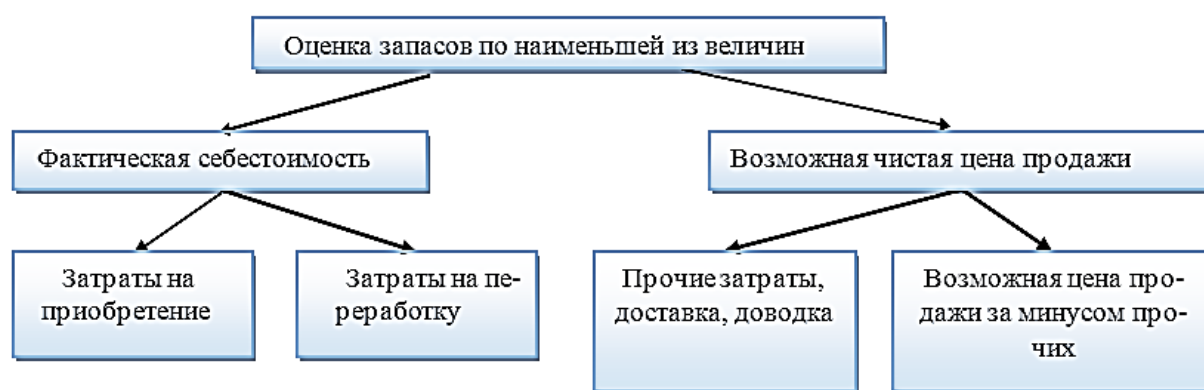 Оценка запасов по наименьшей из величин
Фактическая себестоимость
Возможная чистая цена продажи
Затраты на
приобретение
Затраты на пе-
реработку
Прочие затраты,
доставка, доводка
Возможная цена про-
дажи за минусом про-
чих